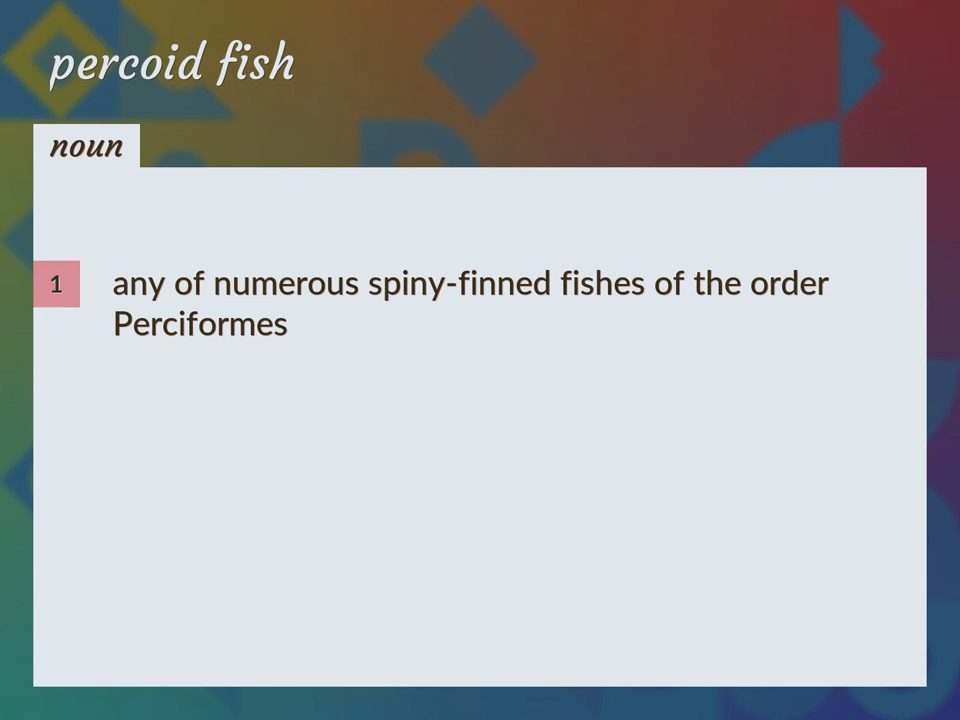 percoid fish
noun
1 any of numerous spiny-finned fishes of the order
Perciformes